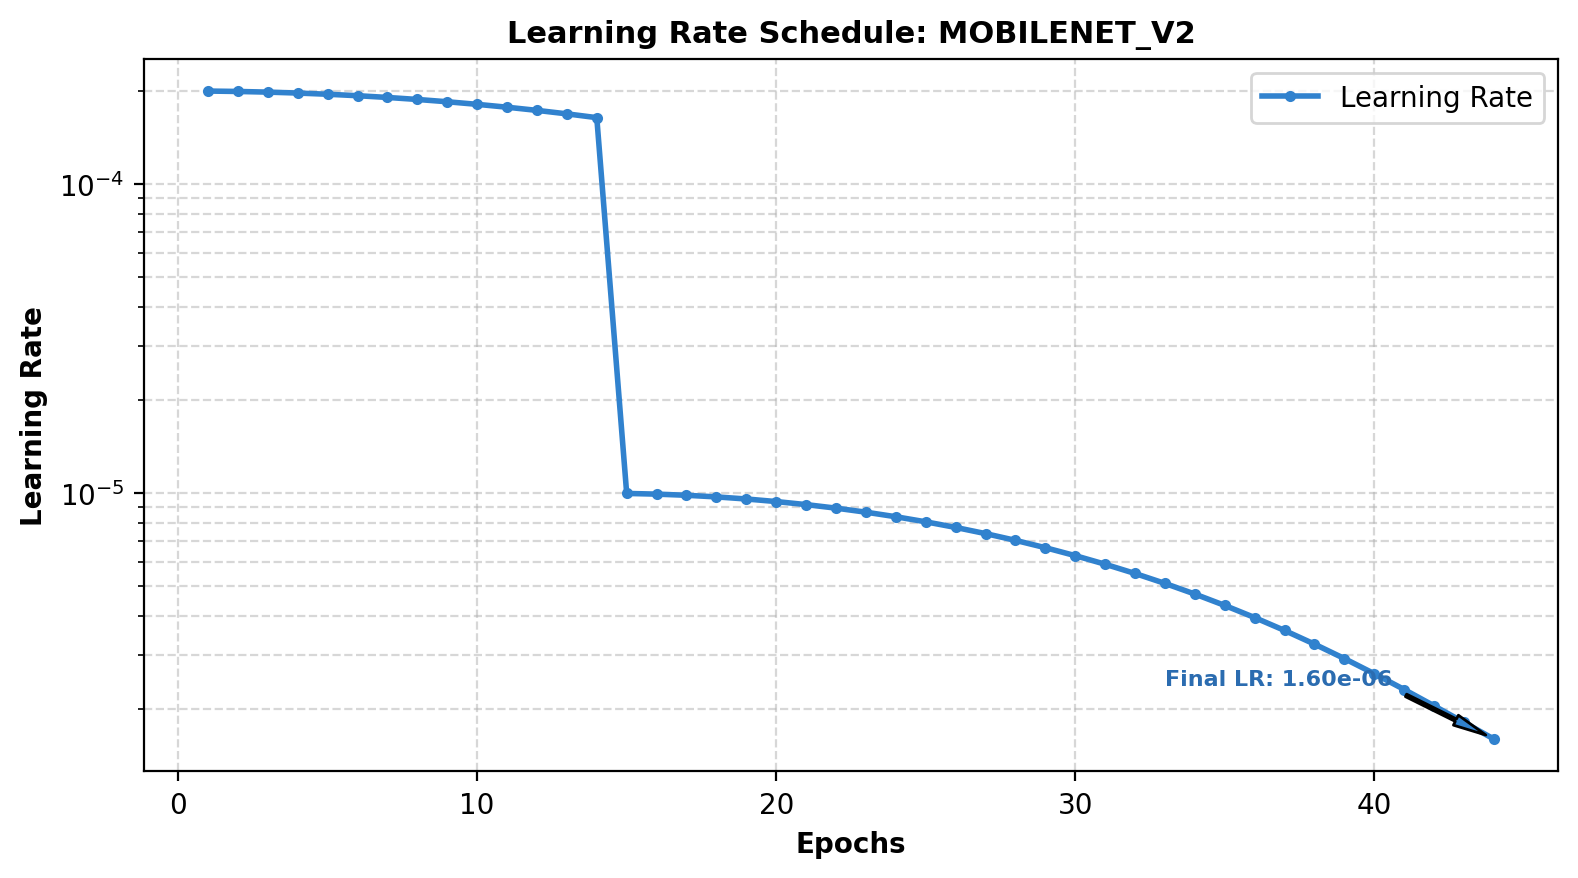 Learning Rate Schedule: MOBILENET_V2
Learning Rate
10⁻⁴
10⁻⁵
Learning Rate
Final LR: 1.60e-06
0 10 20 30 40
Epochs